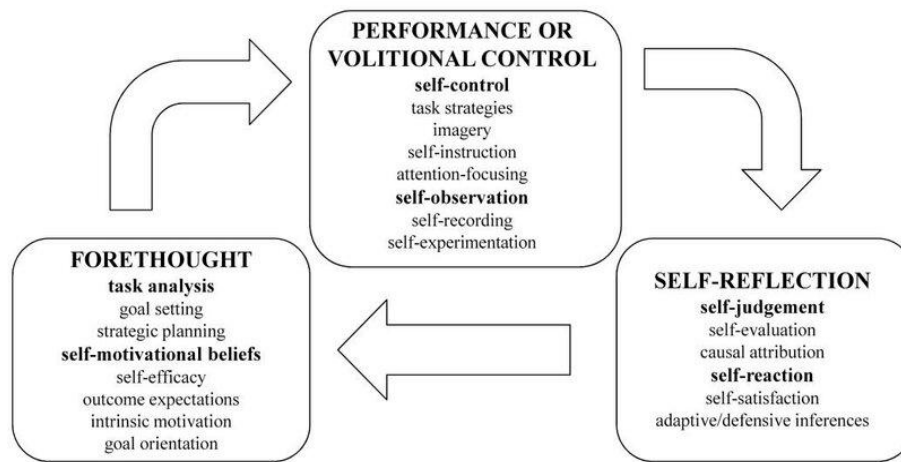 PERFORMANCE OR
VOLITIONAL CONTROL
self-control
task strategies
imagery
self-instruction
attention-focusing
self-observation
self-recording
self-experimentation
FORETHOUGHT
task analysis
goal setting
strategic planning
self-motivational beliefs
self-efficacy
outcome expectations
intrinsic motivation
goal orientation
SELF-REFLECTION
self-judgement
self-evaluation
causal attribution
self-reaction
self-satisfaction
adaptive/defensive inferences